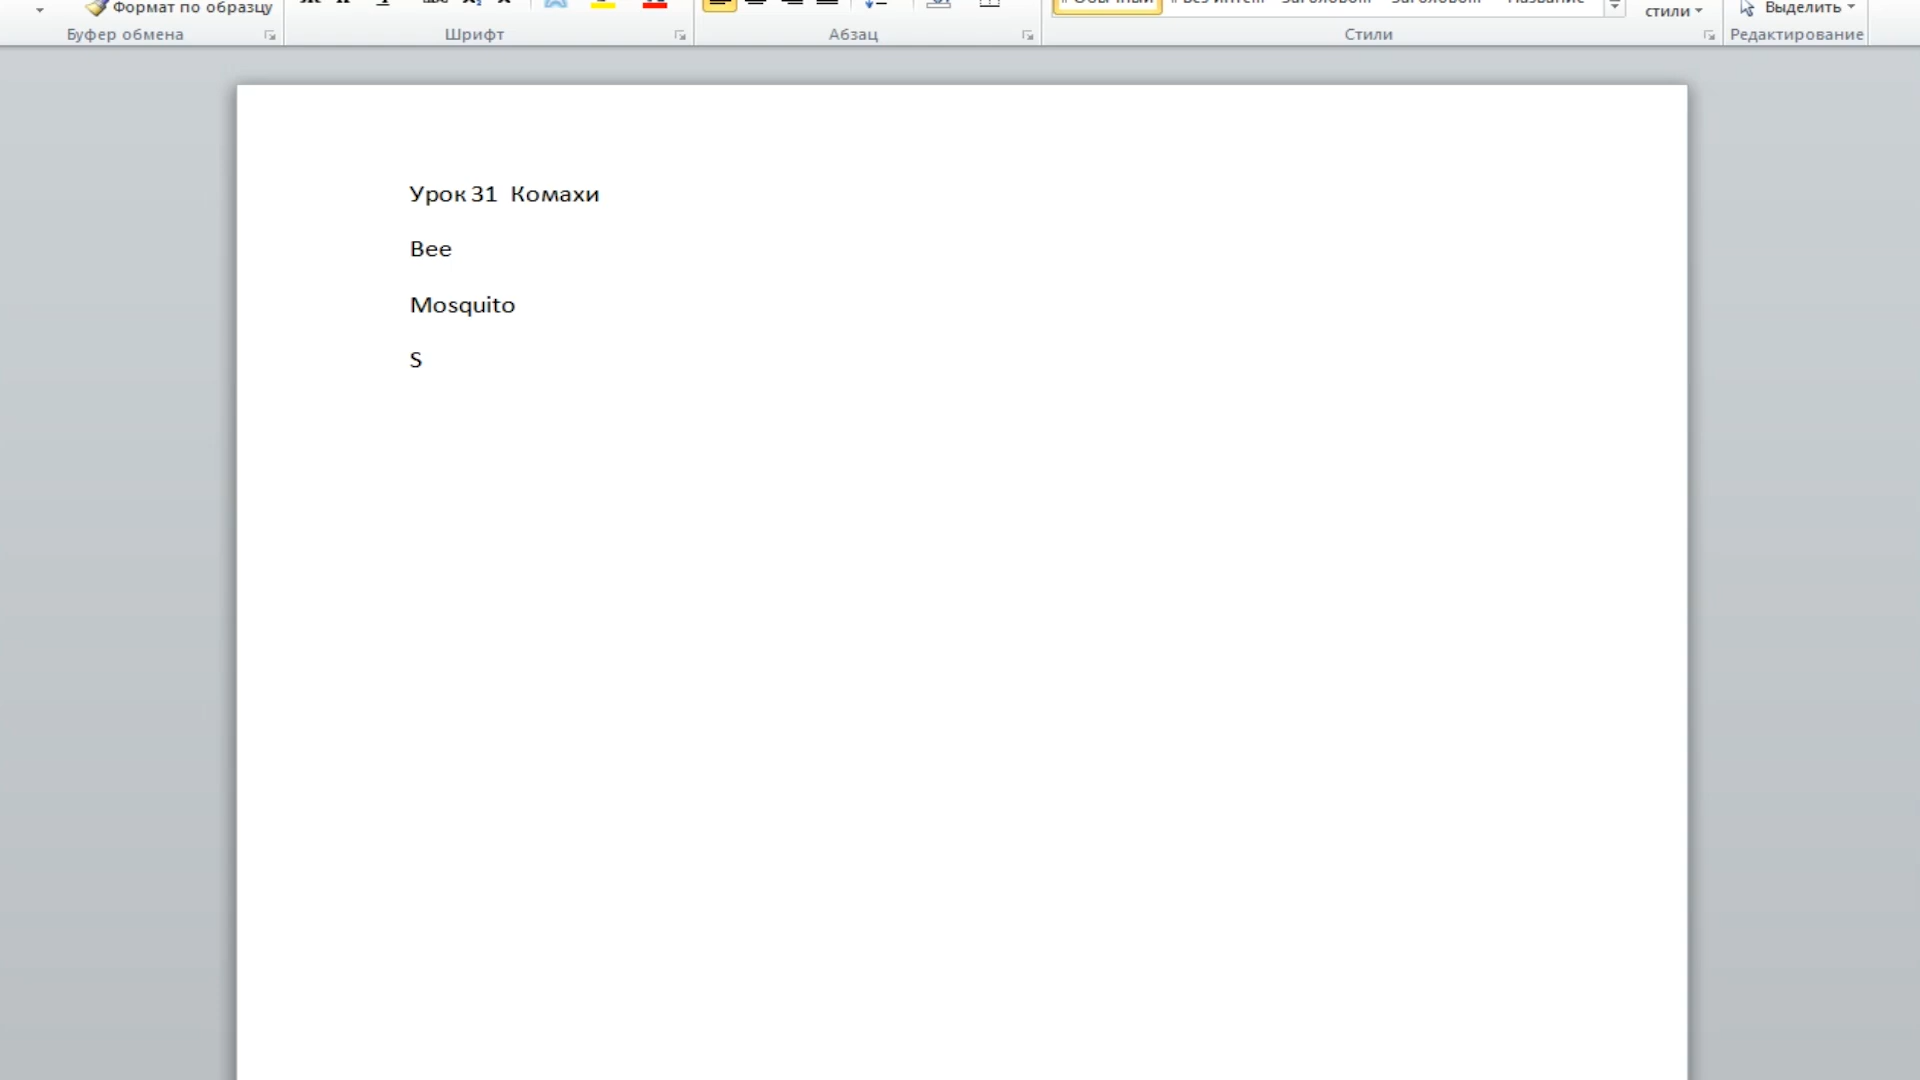 Формат по образцу
стили
Выделить
Буфер обмена
Шрифт
Абзац
Стили
Редактирование
Урок 31 Комахи
Bee
Mosquito
S